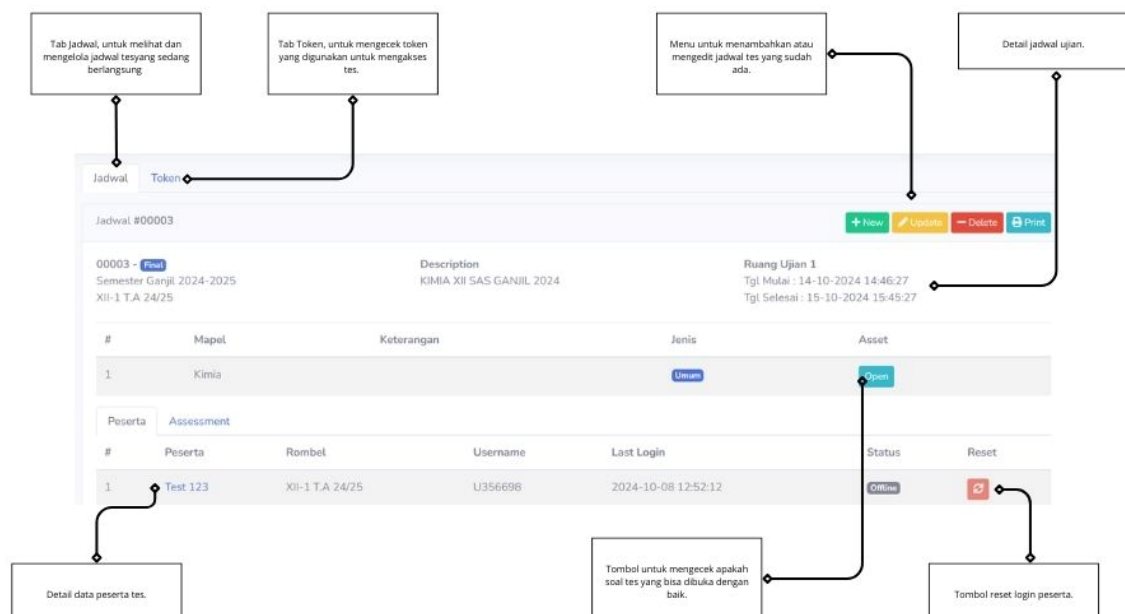 Tab Jadwal, untuk melihat dan
mengelola jadwal tesyang sedang
berlangsung
Tab Token, untuk mengecek token
yang digunakan untuk mengakses
tes.
Menu untuk menambahkan atau
mengedit jadwal tes yang sudah
ada.
Detail jadwal ujian.
Jadwal Token
Jadwal #00003
New Update Delete Print
00003 - Final Description Ruang Ujian 1
Semester Ganjil 2024-2025 KIMIA XII SAS GANJIL 2024 Tgl Mulai : 14-10-2024 14:46:27
XII-1 T.A 24/25 Tgl Selesai : 15-10-2024 15:45:27
# Mapel Keterangan Jenis Asset
1 Kimia Umum Open
Peserta Assessment
# Peserta Rombel Username Last Login Status Reset
1 Test 123 XII-1 T.A 24/25 U356698 2024-10-08 12:52:12 Offline
Detail data peserta tes.
Tombol untuk mengecek apakah
soal tes yang bisa dibuka dengan
baik.
Tombol reset login peserta.